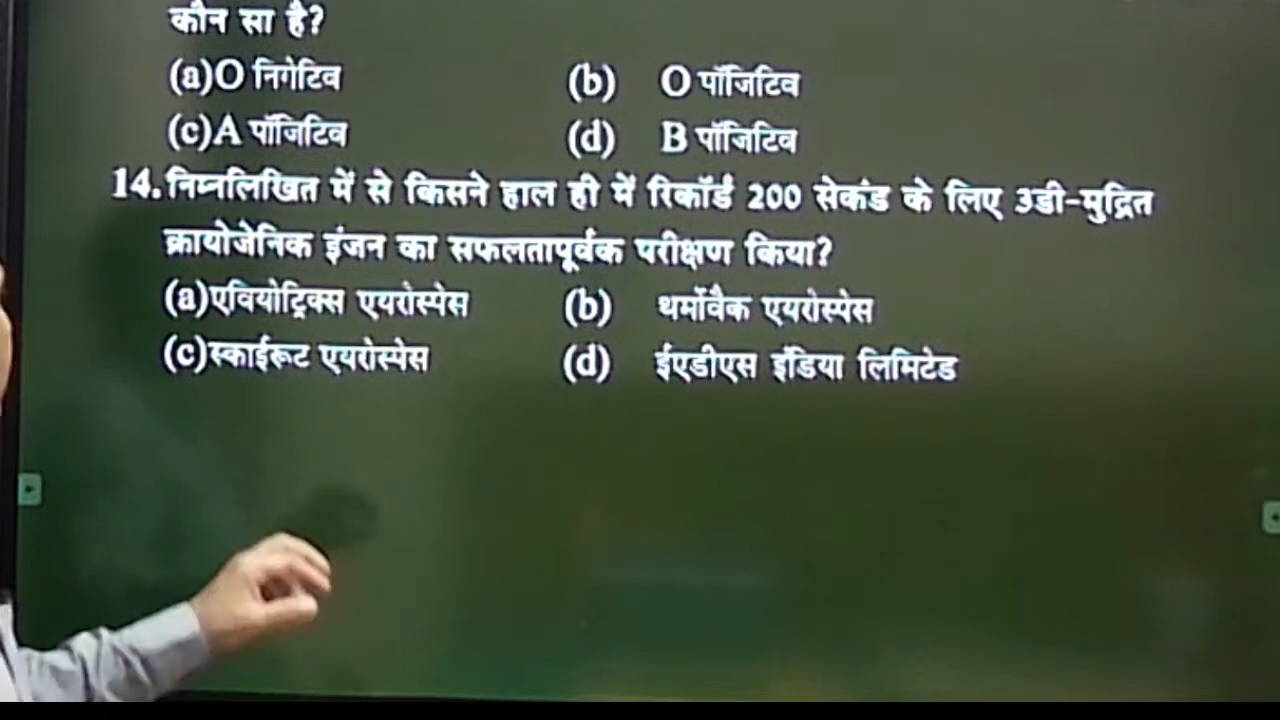 कौन सा है?
(a)O निगेटिव (b) O पॉजिटिव
(c)A पॉजिटिव (d) B पॉजिटिव
14. निम्नलिखित में से किसने हाल ही में रिकॉर्ड 200 सेकंड के लिए 3डी-मुद्रित
क्रायोजेनिक इंजन का सफलतापूर्वक परीक्षण किया?
(a)एवियोट्रिक्स एयरोस्पेस (b) थर्मोवैक एयरोस्पेस
(c)स्काईरूट एयरोस्पेस (d) ईएडीएस इंडिया लिमिटेड